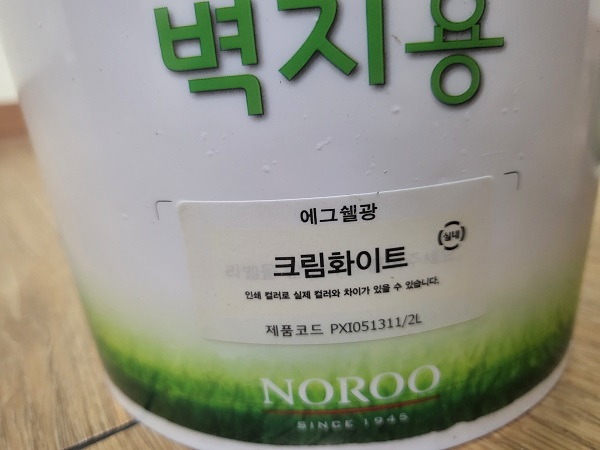 벽지용
에그쉘광
실내
크림화이트
인쇄 컬러로 실제 컬러와 차이가 있을 수 있습니다.
제품코드 PXI051311/2L
NOROO
SINCE 1945